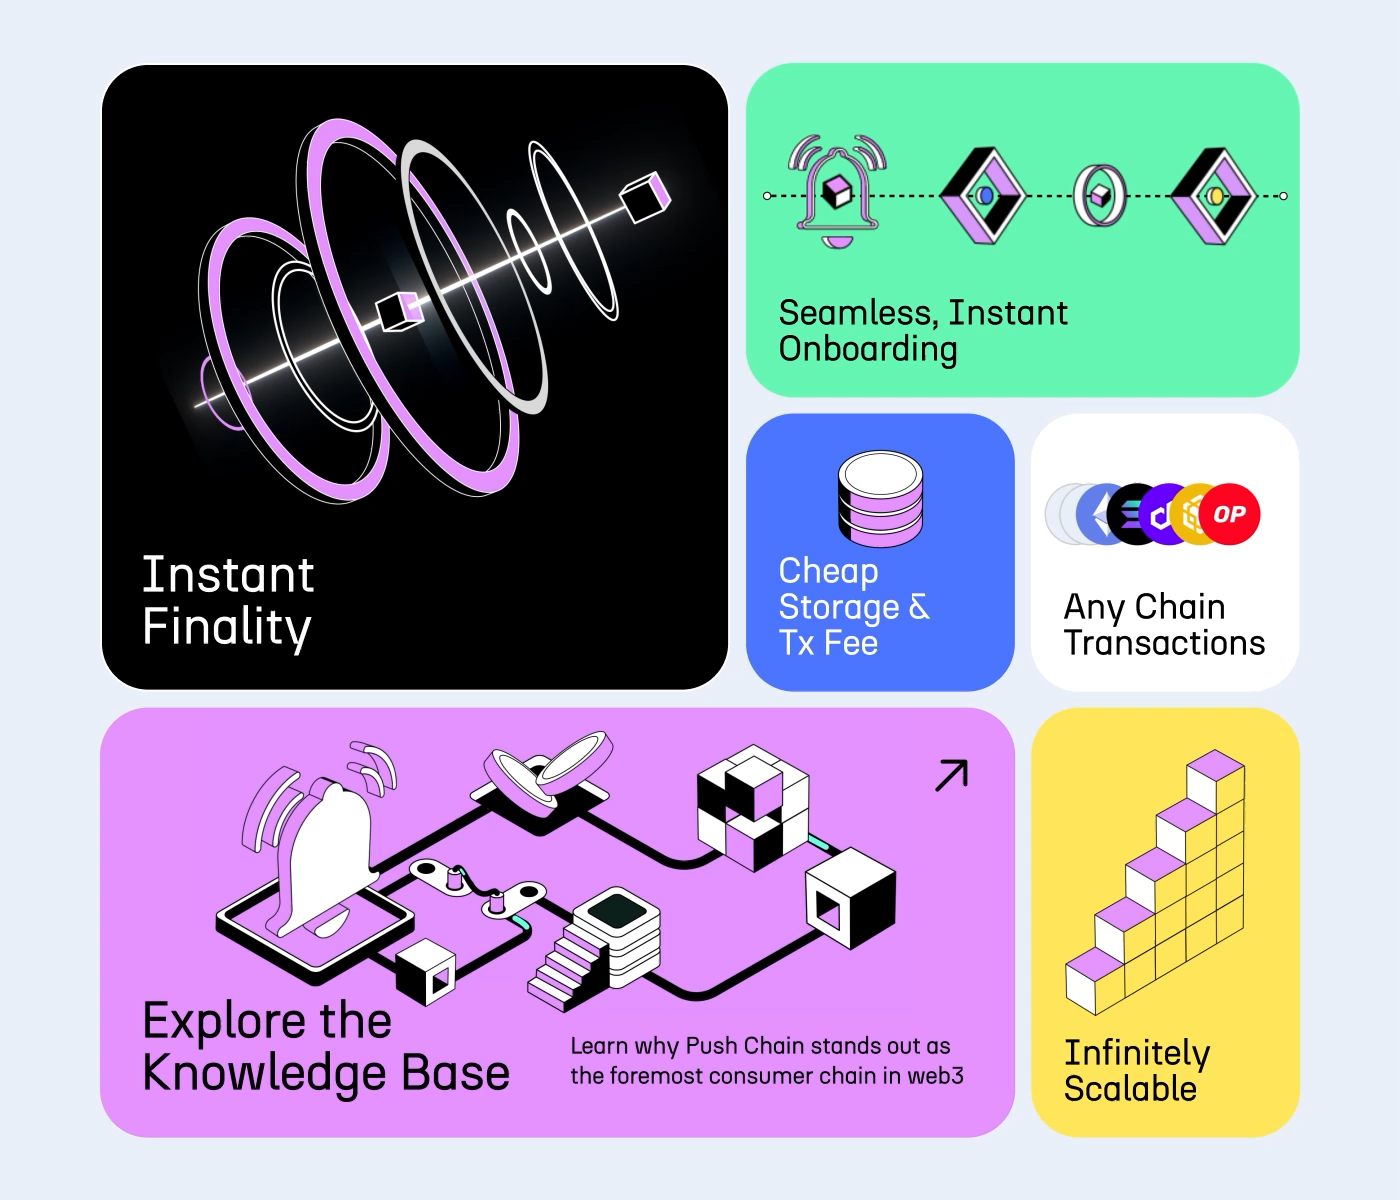 Instant
Finality
Seamless, Instant
Onboarding
Cheap
Storage &
Tx Fee
OP
Any Chain
Transactions
Explore the
Knowledge Base
Learn why Push Chain stands out as
the foremost consumer chain in web3
Infinitely
Scalable